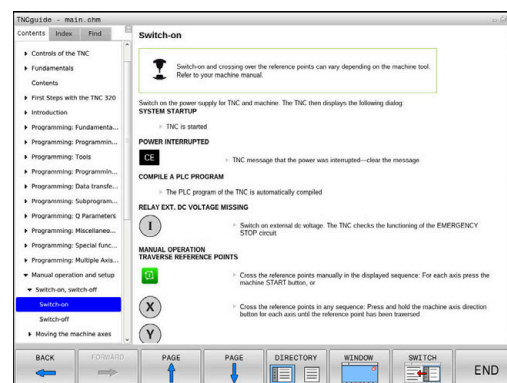 TNCguide - main.chm
Contents Index Find
Controls of the TNC
Fundamentals
Contents
First Steps with the TNC 320
Introduction
Programming: Fundamenta...
Programming: Programmin...
Programming: Tools
Programming: Programmin...
Programming: Data transfe...
Programming: Subprogram...
Programming: Q Parameters
Programming: Miscellaneo...
Programming: Special func...
Programming: Multiple Axis...
Manual operation and setup
Switch-on, switch-off
Switch-on
Switch-off
Moving the machine axes
Switch-on
Switch-on and crossing over the reference points can vary depending on the machine tool.
Refer to your machine manual.
Switch on the power supply for TNC and machine. The TNC then displays the following dialog:
SYSTEM STARTUP
TNC is started
POWER INTERRUPTED
CE
TNC message that the power was interrupted—clear the message
COMPILE A PLC PROGRAM
The PLC program of the TNC is automatically compiled
RELAY EXT. DC VOLTAGE MISSING
I
Switch on external dc voltage. The TNC checks the functioning of the EMERGENCY
STOP circuit
MANUAL OPERATION
TRAVERSE REFERENCE POINTS
Cross the reference points manually in the displayed sequence: For each axis press the
machine START button, or
X
Cross the reference points in any sequence: Press and hold the machine axis direction
button for each axis until the reference point has been traversed
Y
BACK FORWARD PAGE PAGE DIRECTORY WINDOW SWITCH END